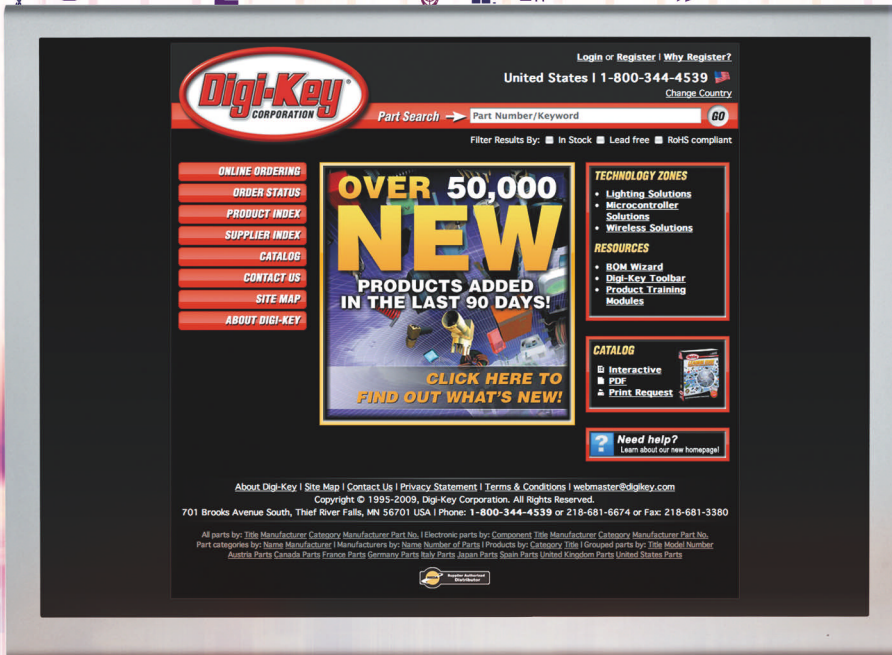 Login or Register | Why Register?
United States | 1-800-344-4539
Change Country
Digi-Key
CORPORATION
Part Search
Part Number/Keyword
GO
Filter Results By: In Stock Lead free RoHS compliant
ONLINE ORDERING
ORDER STATUS
PRODUCT INDEX
SUPPLIER INDEX
CATALOG
CONTACT US
SITE MAP
ABOUT DIGI-KEY
OVER 50,000
NEW
PRODUCTS ADDED
IN THE LAST 90 DAYS!
CLICK HERE TO
FIND OUT WHAT'S NEW!
TECHNOLOGY ZONES
• Lighting Solutions
• Microcontroller
Solutions
• Wireless Solutions
RESOURCES
• BOM Wizard
• Digi-Key Toolbar
• Product Training
Modules
CATALOG
Interactive
PDF
Print Request
? Need help?
Learn about our new homepage!
About Digi-Key | Site Map | Contact Us | Privacy Statement | Terms & Conditions | webmaster@digikey.com
Copyright © 1995-2009, Digi-Key Corporation. All Rights Reserved.
701 Brooks Avenue South, Thief River Falls, MN 56701 USA | Phone: 1-800-344-4539 or 218-681-6674 or Fax: 218-681-3380
All parts by: Title Manufacturer Category Manufacturer Part No. | Electronic parts by: Component Title Manufacturer Category Manufacturer Part No.
Part categories by: Name Manufacturer | Manufacturers by: Name Number of Parts | Products by: Category Title | Grouped parts by: Title Model Number
Austria Parts Canada Parts France Parts Germany Parts Italy Parts Japan Parts Spain Parts United Kingdom Parts United States Parts
Supplier Authorized
Distributor